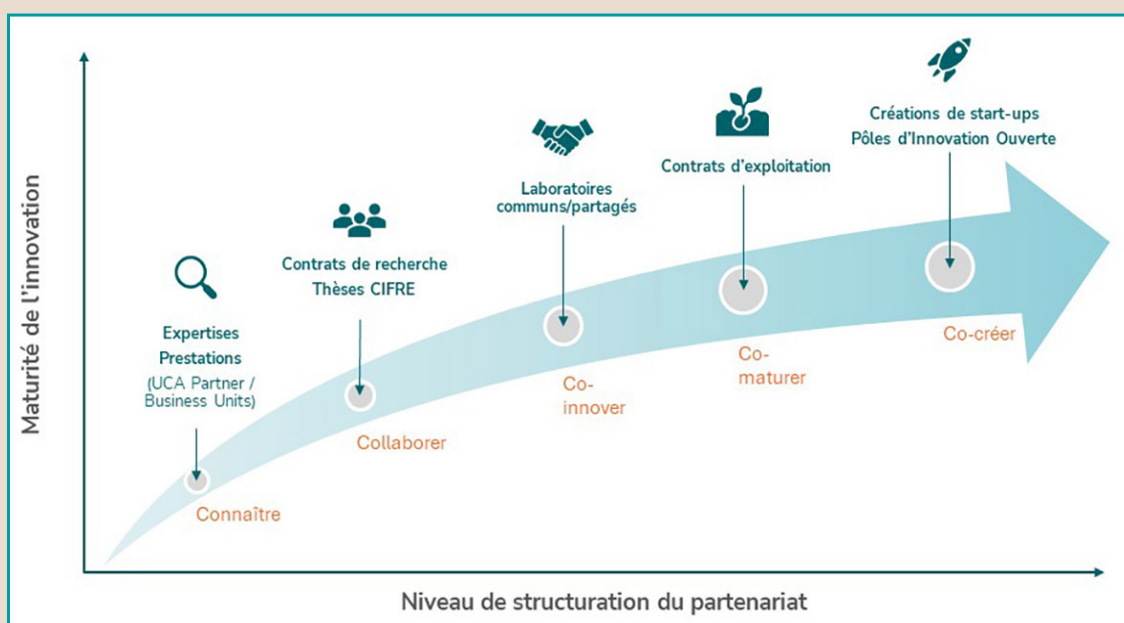 Maturité de l'innovation
Expertises
Prestations
(UCA Partner /
Business Units)
Connaître
Contrats de recherche
Thèses CIFRE
Collaborer
Laboratoires
communs/partagés
Co-
innover
Contrats d'exploitation
Co-
maturer
Créations de start-ups
Pôles d'Innovation Ouverte
Co-créer
Niveau de structuration du partenariat